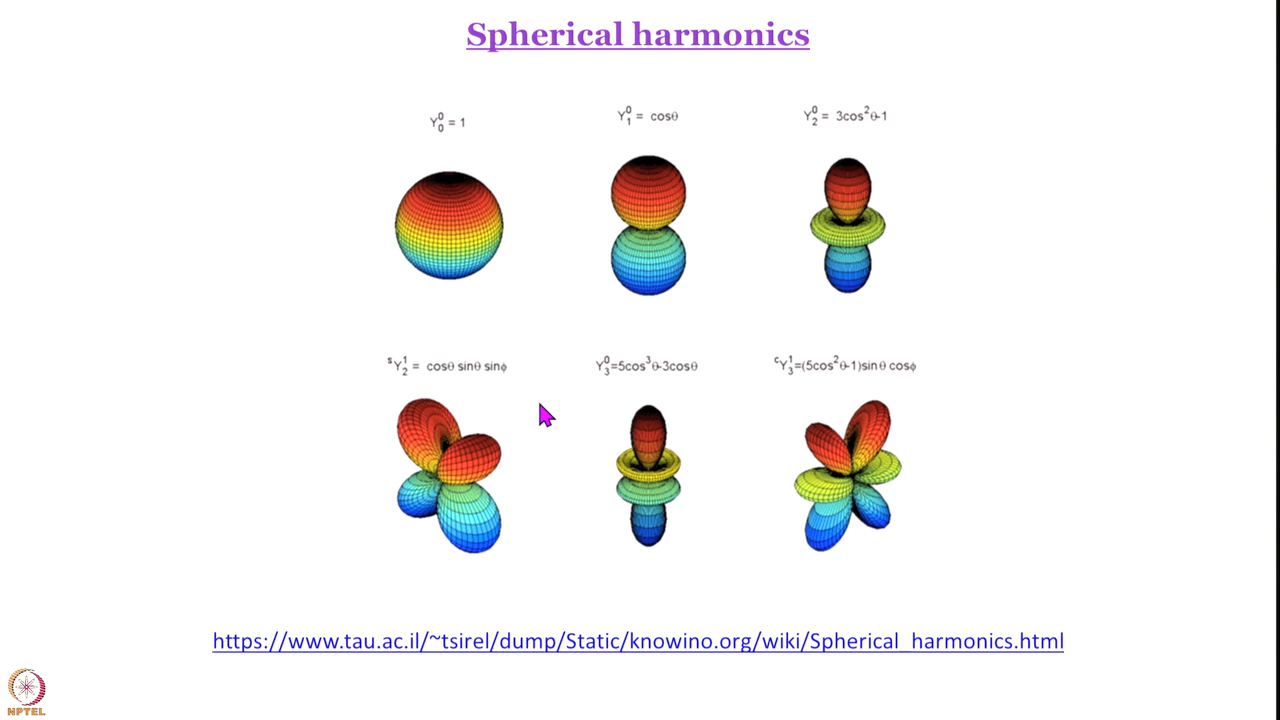 Spherical harmonics
Y₀⁰ = 1
Y₁⁰ = cosθ
Y₂⁰ = 3cos²θ-1
ˢY₂¹ = cosθ sinθ sinϕ
Y₃⁰=5cos³θ-3cosθ
ᶜY₃¹=(5cos²θ-1)sinθ cosϕ
https://www.tau.ac.il/~tsirel/dump/Static/knowino.org/wiki/Spherical_harmonics.html
NPTEL